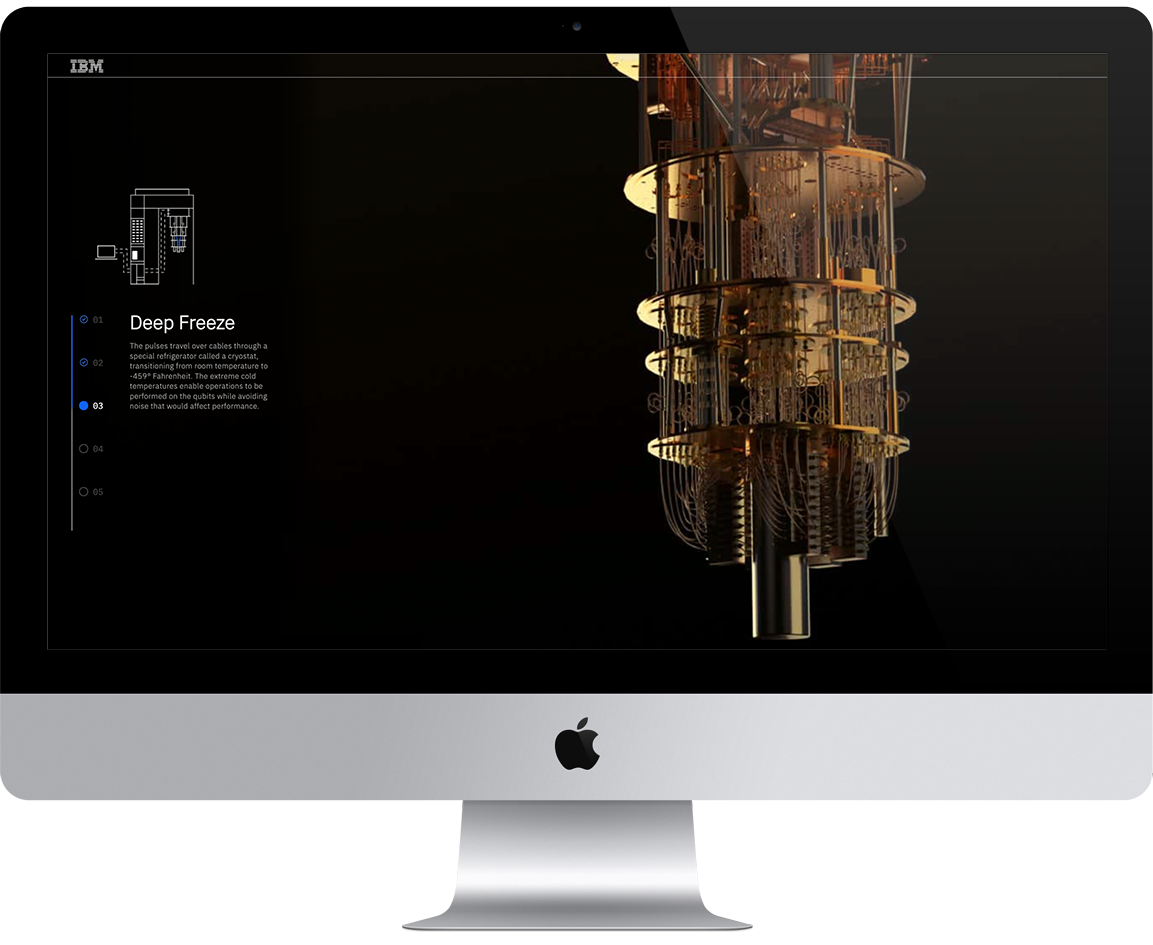 IBM
01
Deep Freeze
The pulses travel over cables through a
special refrigerator called a cryostat,
transitioning from room temperature to
-459° Fahrenheit. The extreme cold
temperatures enable operations to be
performed on the qubits while avoiding
noise that would affect performance.
02
03
04
05